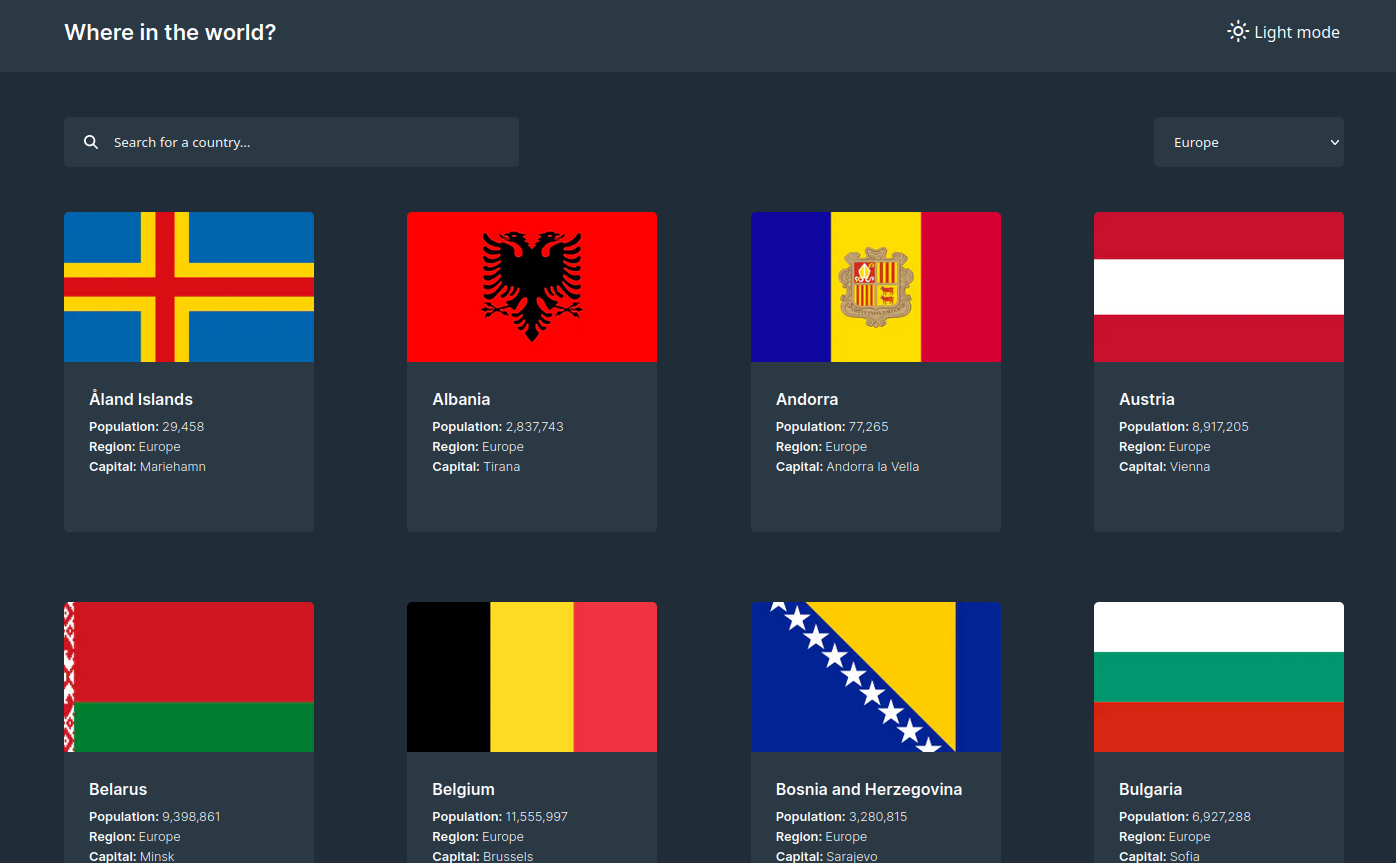 Where in the world?
Light mode
Search for a country...
Europe
Åland Islands
Population: 29,458
Region: Europe
Capital: Mariehamn
Albania
Population: 2,837,743
Region: Europe
Capital: Tirana
Andorra
Population: 77,265
Region: Europe
Capital: Andorra la Vella
Austria
Population: 8,917,205
Region: Europe
Capital: Vienna
Belarus
Population: 9,398,861
Region: Europe
Capital: Minsk
Belgium
Population: 11,555,997
Region: Europe
Capital: Brussels
Bosnia and Herzegovina
Population: 3,280,815
Region: Europe
Capital: Sarajevo
Bulgaria
Population: 6,927,288
Region: Europe
Capital: Sofia